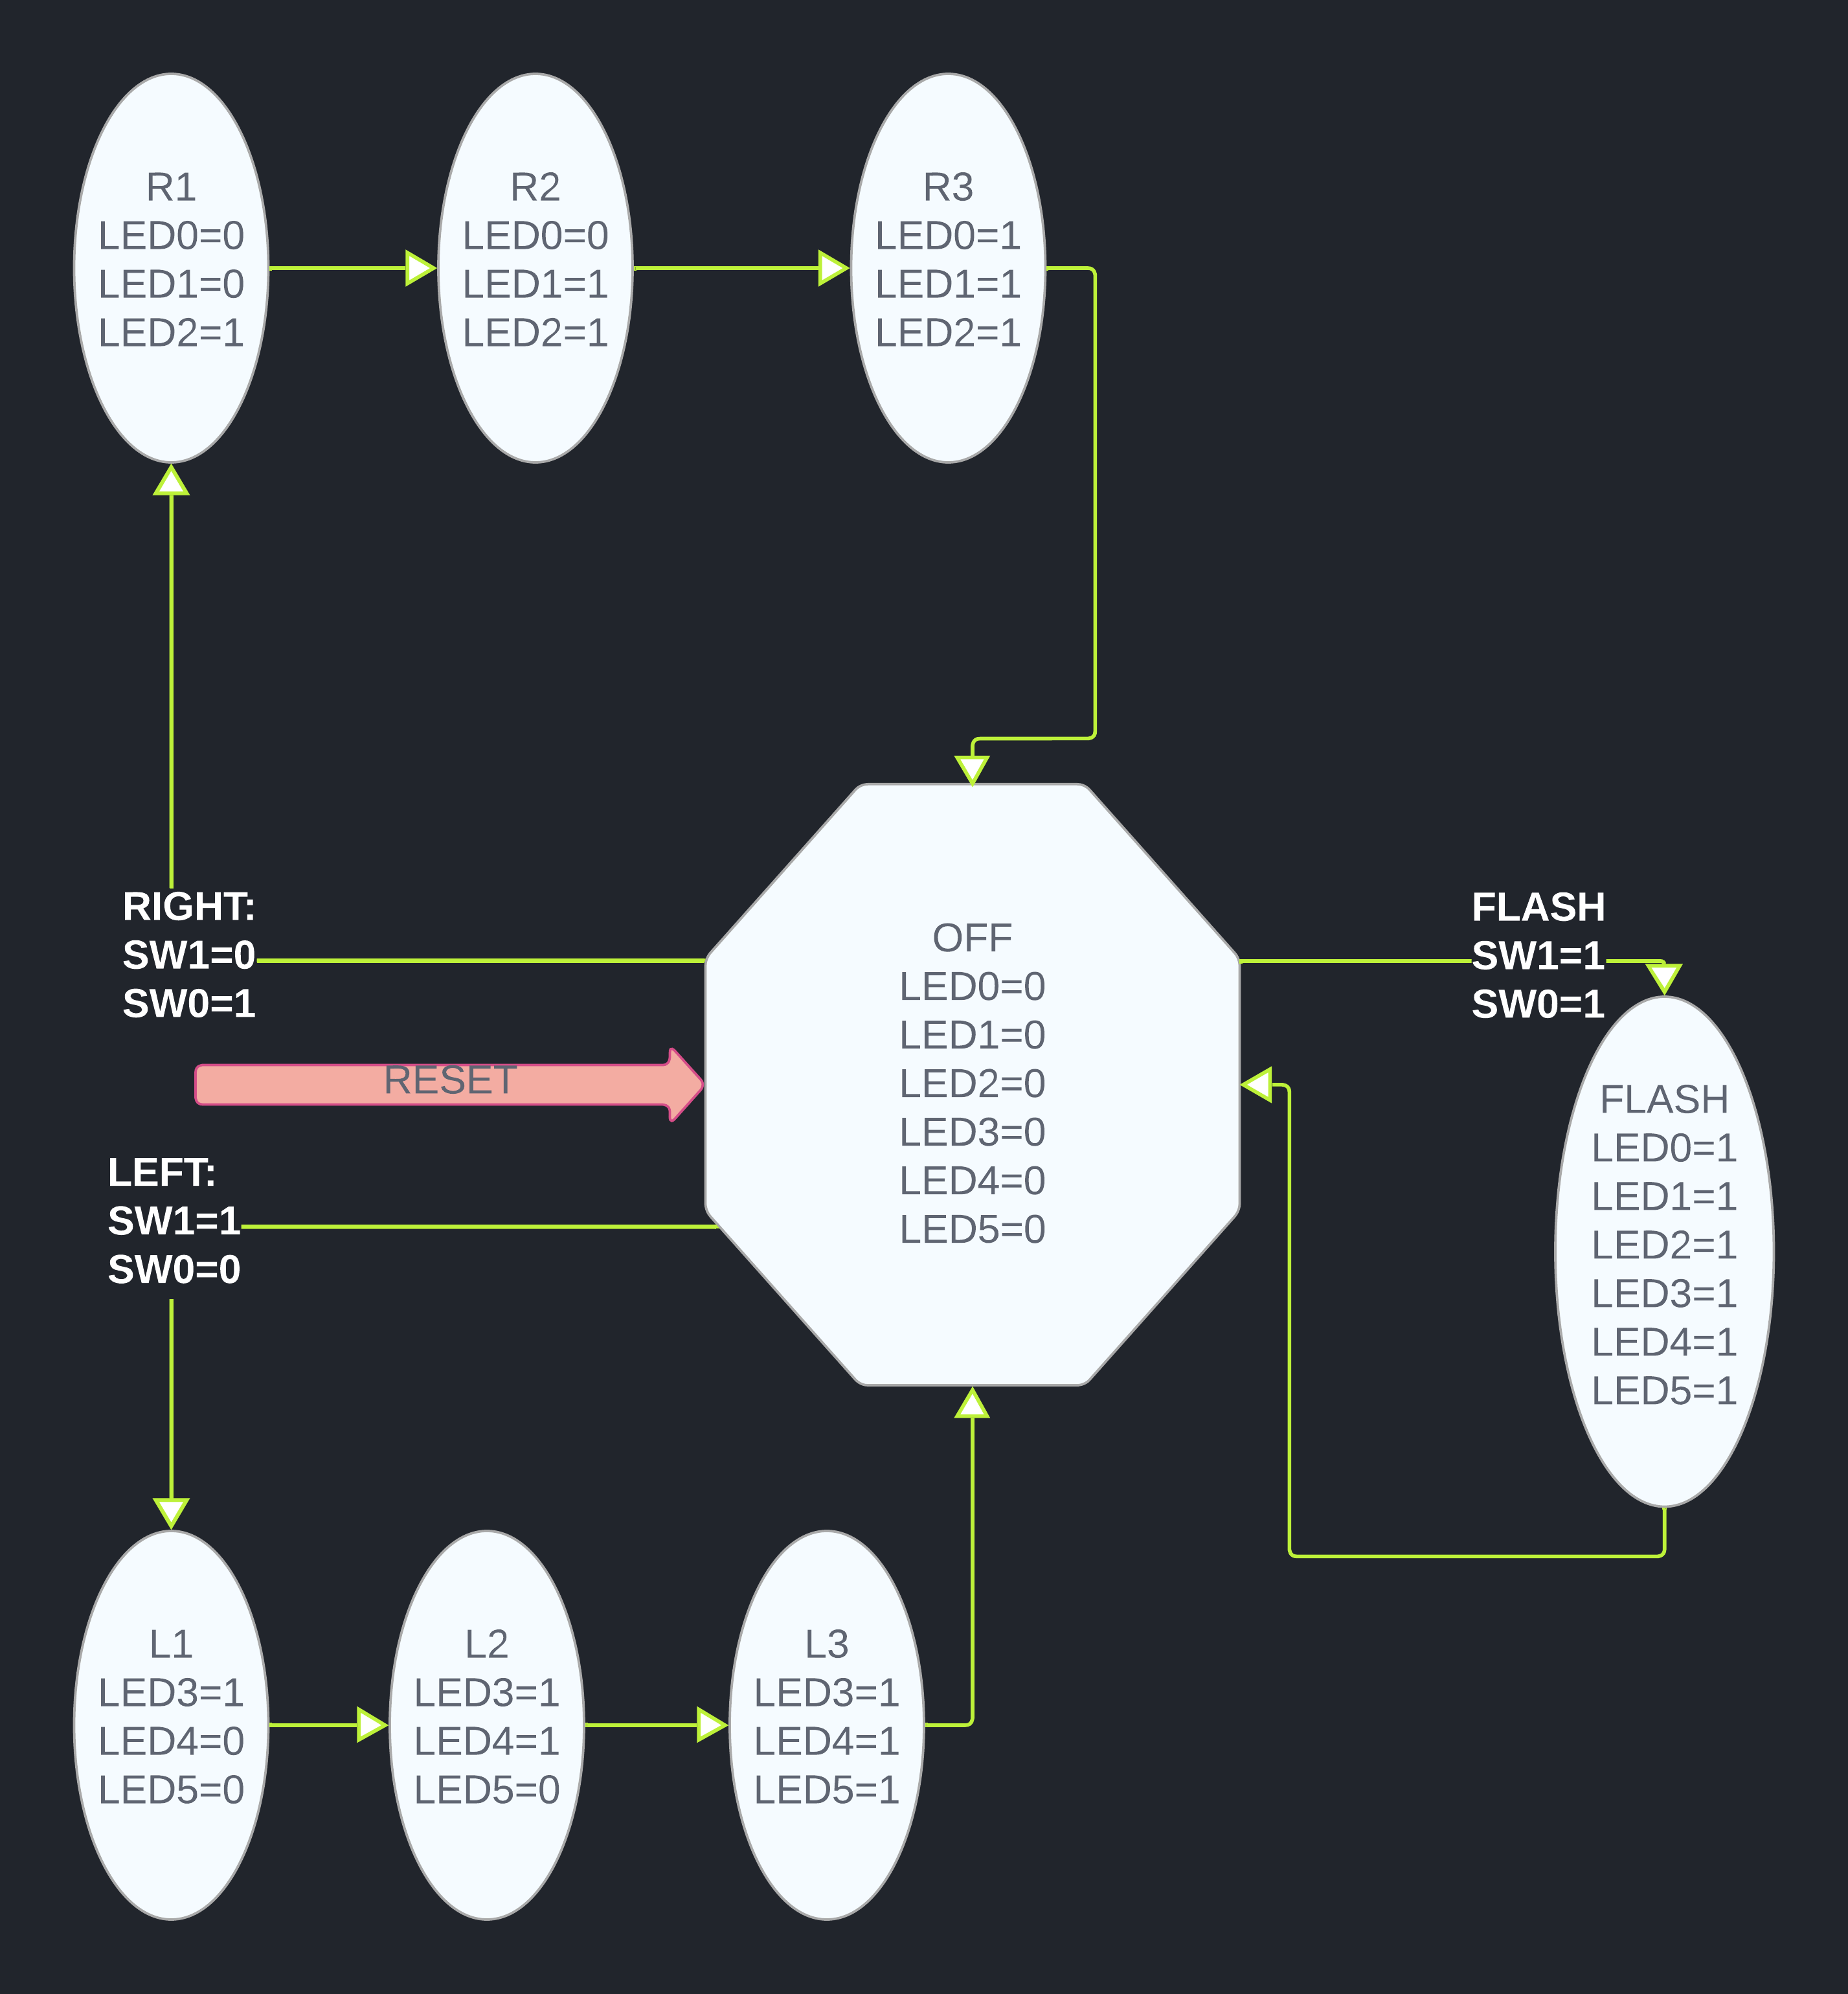 R1
LED0=0
LED1=0
LED2=1
R2
LED0=0
LED1=1
LED2=1
R3
LED0=1
LED1=1
LED2=1
RIGHT:
SW1=0
SW0=1
RESET
LEFT:
SW1=1
SW0=0
OFF
LED0=0
LED1=0
LED2=0
LED3=0
LED4=0
LED5=0
FLASH
SW1=1
SW0=1
FLASH
LED0=1
LED1=1
LED2=1
LED3=1
LED4=1
LED5=1
L1
LED3=1
LED4=0
LED5=0
L2
LED3=1
LED4=1
LED5=0
L3
LED3=1
LED4=1
LED5=1